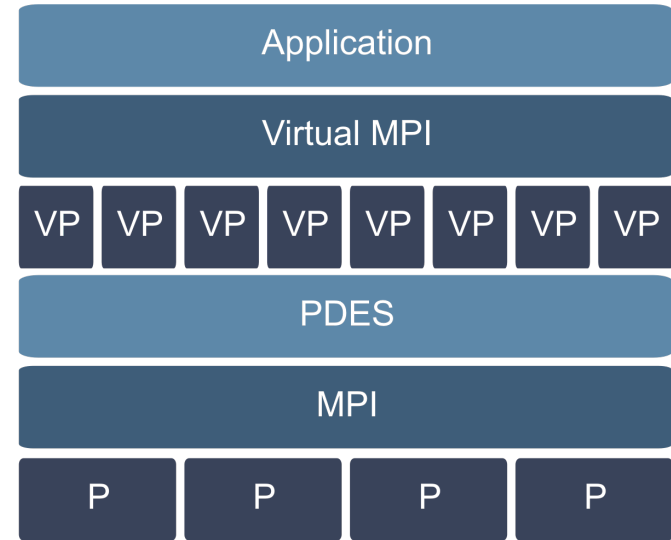 Application
Virtual MPI
VP VP VP VP VP VP VP VP
PDES
MPI
P P P P